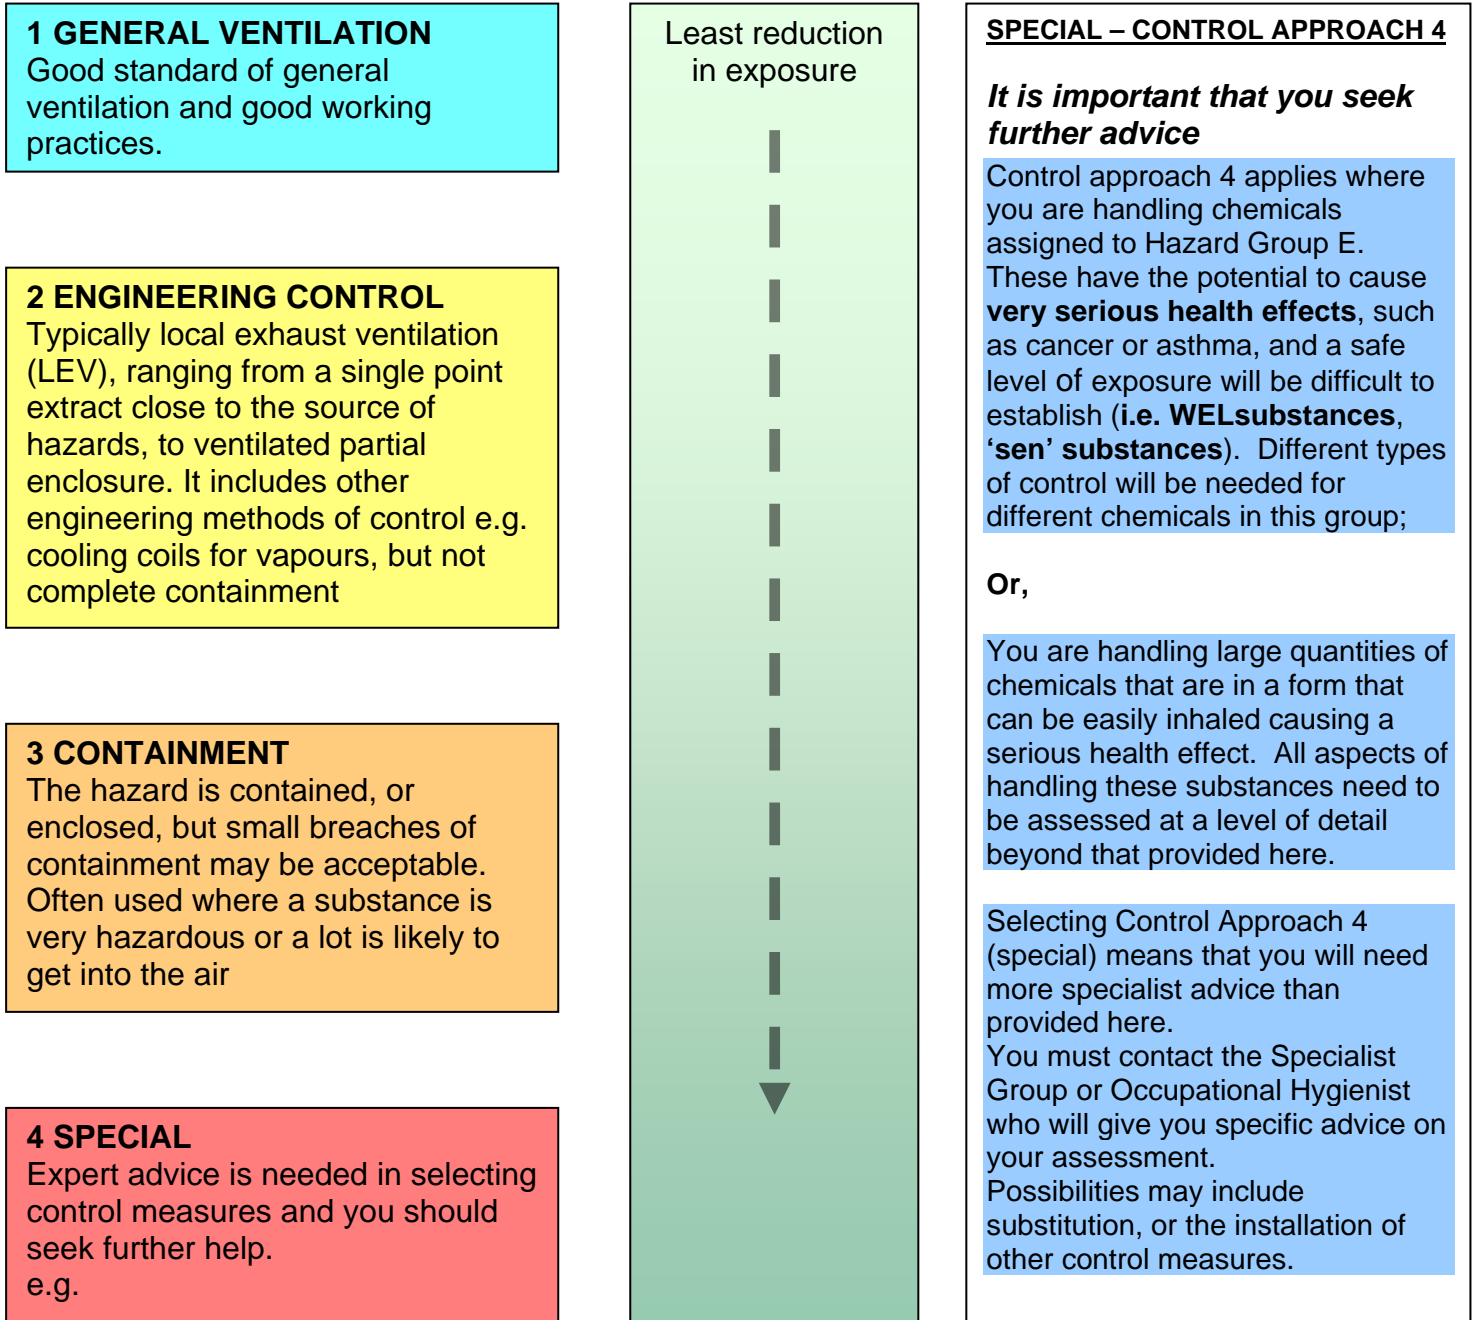 1 GENERAL VENTILATION
Good standard of general
ventilation and good working
practices.
2 ENGINEERING CONTROL
Typically local exhaust ventilation
(LEV), ranging from a single point
extract close to the source of
hazards, to ventilated partial
enclosure. It includes other
engineering methods of control e.g.
cooling coils for vapours, but not
complete containment
3 CONTAINMENT
The hazard is contained, or
enclosed, but small breaches of
containment may be acceptable.
Often used where a substance is
very hazardous or a lot is likely to
get into the air
4 SPECIAL
Expert advice is needed in selecting
control measures and you should
seek further help.
e.g.
Least reduction
in exposure
SPECIAL – CONTROL APPROACH 4
It is important that you seek
further advice
Control approach 4 applies where
you are handling chemicals
assigned to Hazard Group E.
These have the potential to cause
very serious health effects, such
as cancer or asthma, and a safe
level of exposure will be difficult to
establish (i.e. WELsubstances,
‘sen’ substances). Different types
of control will be needed for
different chemicals in this group;
Or,
You are handling large quantities of
chemicals that are in a form that
can be easily inhaled causing a
serious health effect. All aspects of
handling these substances need to
be assessed at a level of detail
beyond that provided here.
Selecting Control Approach 4
(special) means that you will need
more specialist advice than
provided here.
You must contact the Specialist
Group or Occupational Hygienist
who will give you specific advice on
your assessment.
Possibilities may include
substitution, or the installation of
other control measures.